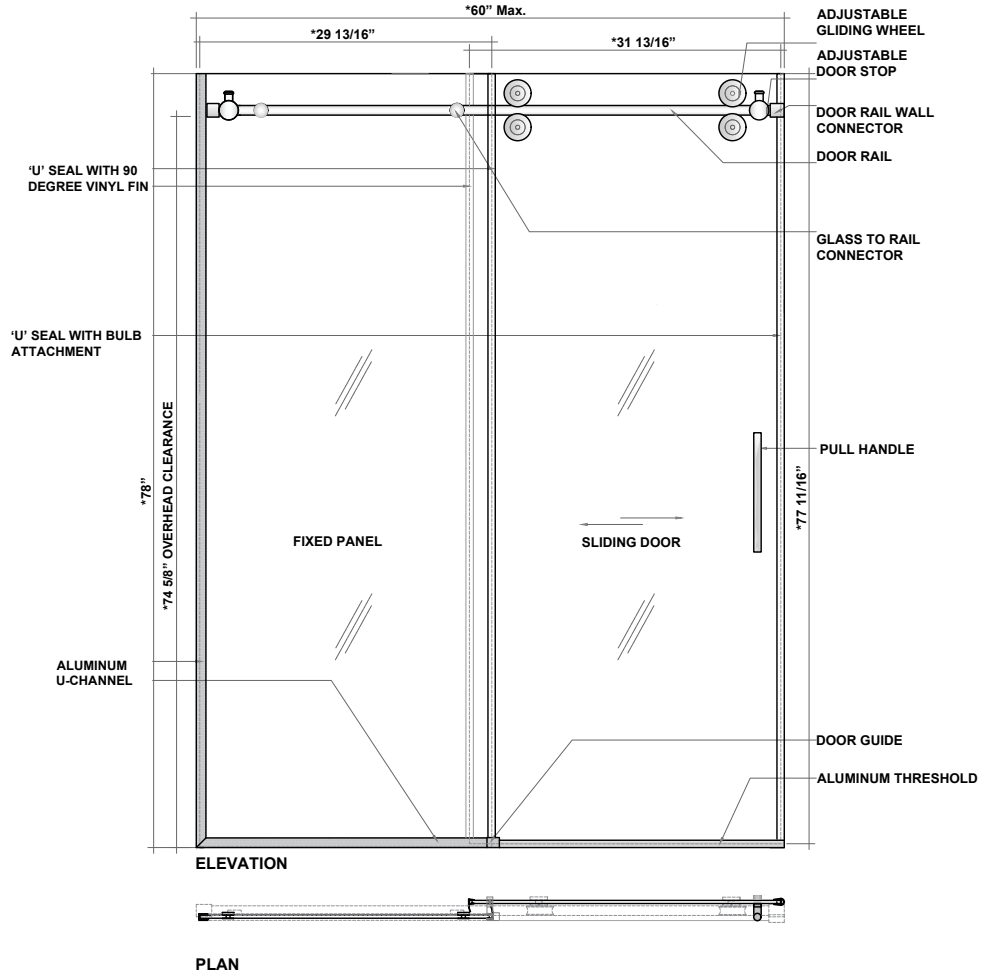 *60” Max.
*29 13/16”
*31 13/16”
ADJUSTABLE
GLIDING WHEEL
ADJUSTABLE
DOOR STOP
DOOR RAIL WALL
CONNECTOR
DOOR RAIL
‘U’ SEAL WITH 90
DEGREE VINYL FIN
GLASS TO RAIL
CONNECTOR
‘U’ SEAL WITH BULB
ATTACHMENT
*78”
*74 5/8” OVERHEAD CLEARANCE
PULL HANDLE
*77 11/16”
FIXED PANEL
SLIDING DOOR
ALUMINUM
U-CHANNEL
DOOR GUIDE
ALUMINUM THRESHOLD
ELEVATION
PLAN